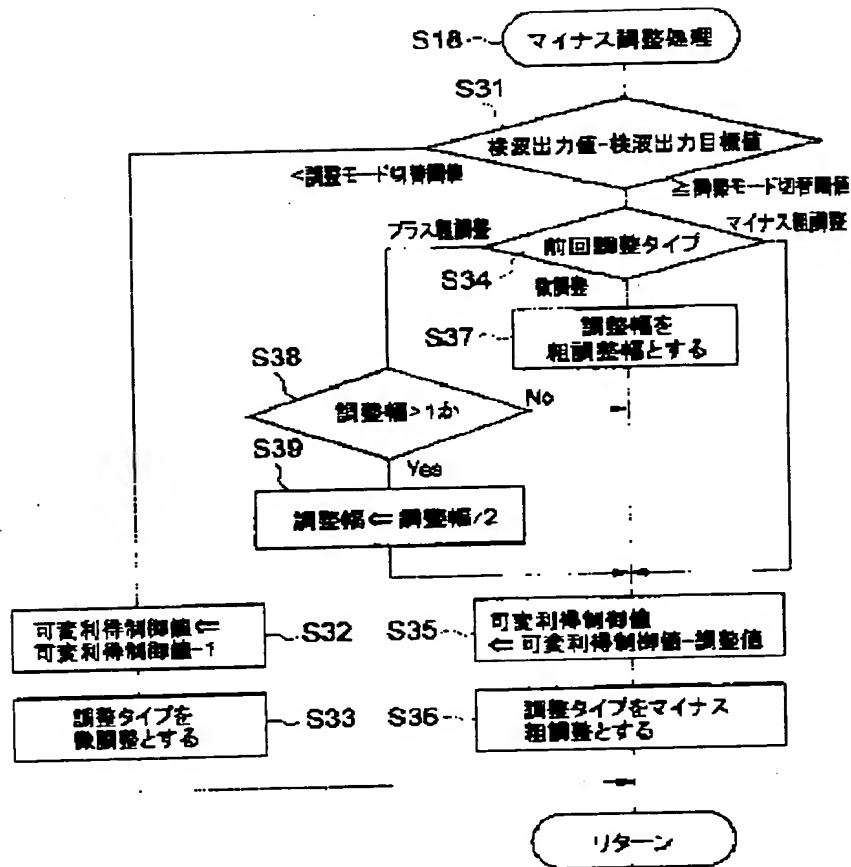 S18
マイナス調整処理
S31
検波出力値-検波出力目標値
<調整モード切替閾値
≧調整モード切替閾値
プラス粗調整
マイナス粗調整
前回調整タイプ
S34
微調整
S37
調整幅を
粗調整幅とする
S38
調整幅>1か
No
S39
Yes
調整幅⇐調整幅/2
可変利得制御値⇐
可変利得制御値-1
S32
S35
可変利得制御値
⇐可変利得制御値-調整値
調整タイプを
微調整とする
S33
S36
調整タイプをマイナス
粗調整とする
リターン